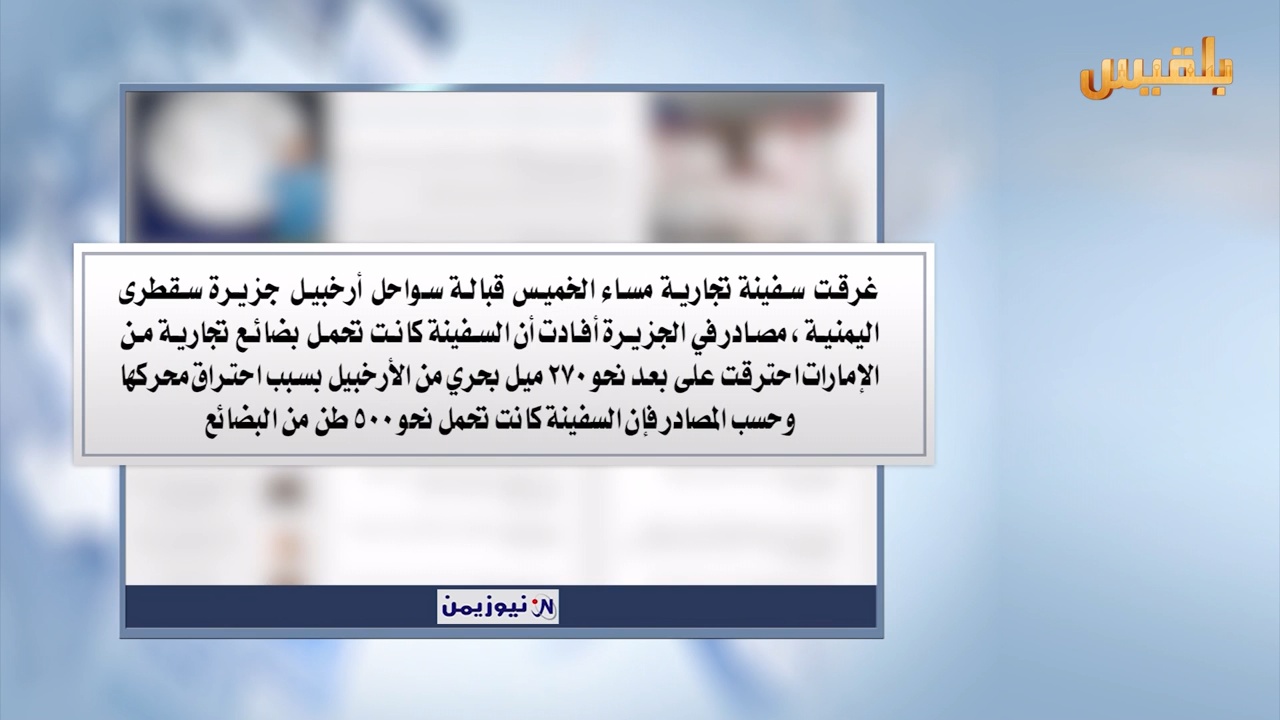 بلقيس
غرقت سفينة تجارية مساء الخميس قبالة سواحل أرخبيل جزيرة سقطرى
اليمنية ، مصادر في الجزيرة أفادت أن السفينة كانت تحمل بضائع تجارية من
الإمارات احترقت على بعد نحو ٢٧٠ ميل بحري من الأرخبيل بسبب احتراق محركها
وحسب المصادر فإن السفينة كانت تحمل نحو ٥٠٠ طن من البضائع
نيوزيمن